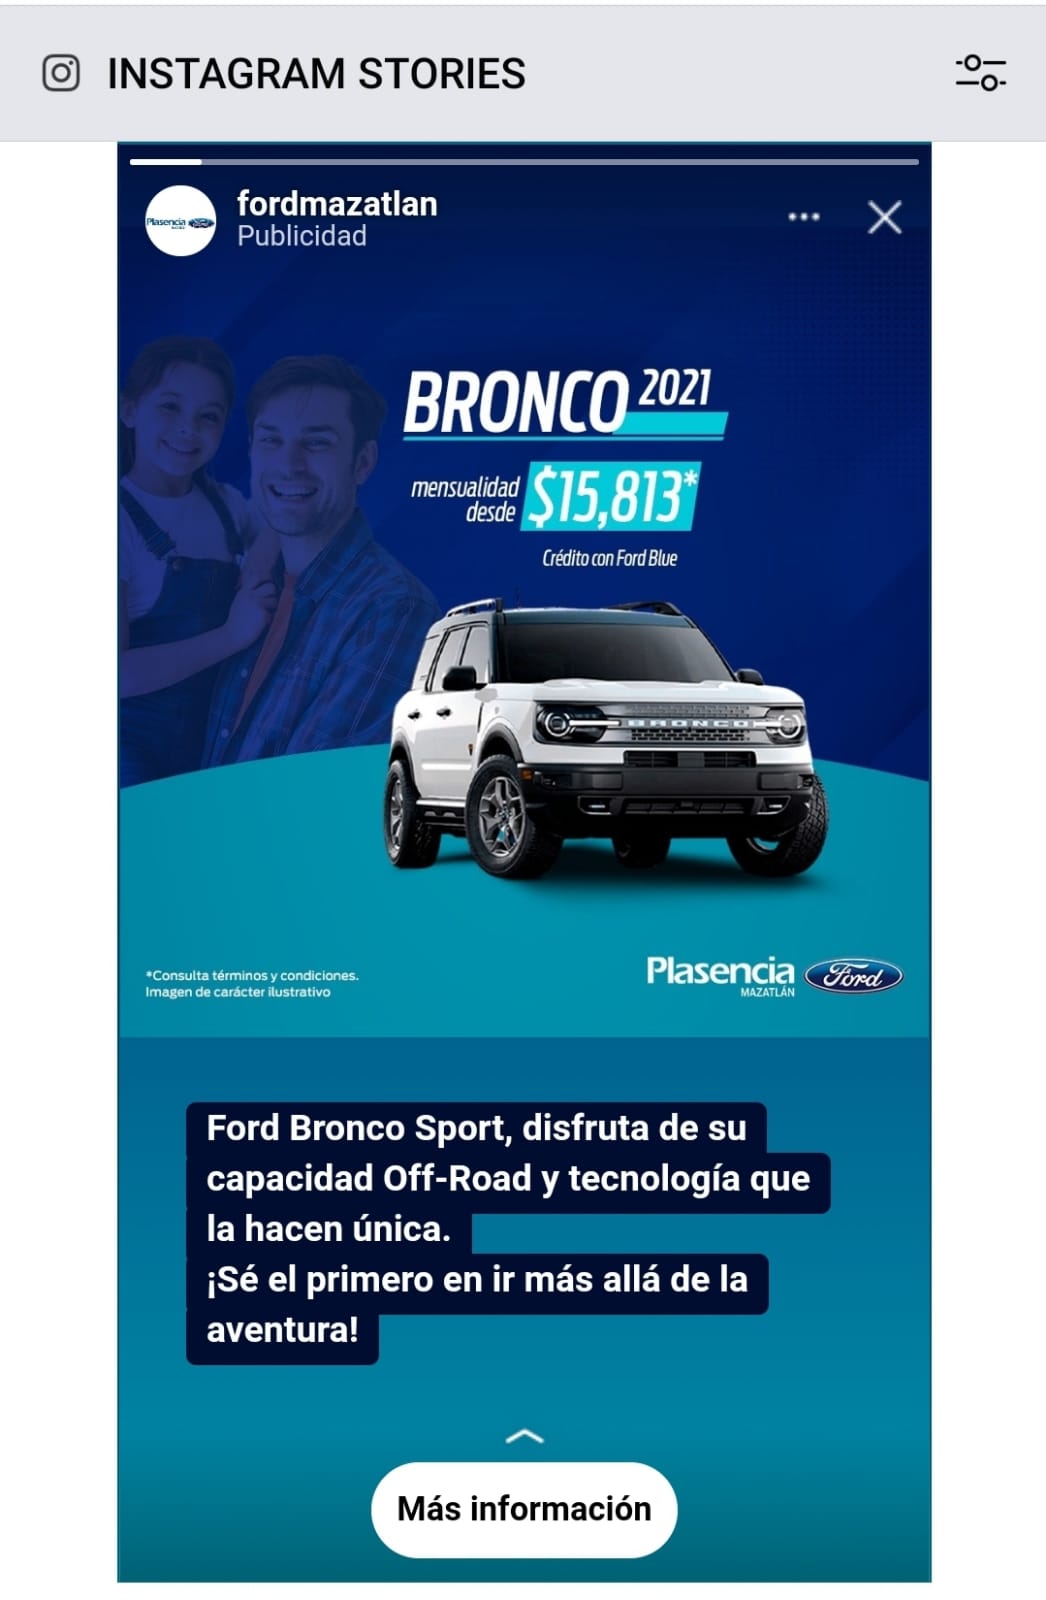 INSTAGRAM STORIES
fordmazatlan
Publicidad
Plasencia
BRONCO 2021
mensualidad
desde
$15,813*
Crédito con Ford Blue
BRONCO
*Consulta términos y condiciones.
Imagen de carácter ilustrativo
Plasencia
MAZATLÁN
Ford
Ford Bronco Sport, disfruta de su
capacidad Off-Road y tecnología que
la hacen única.
¡Sé el primero en ir más allá de la
aventura!
Más información